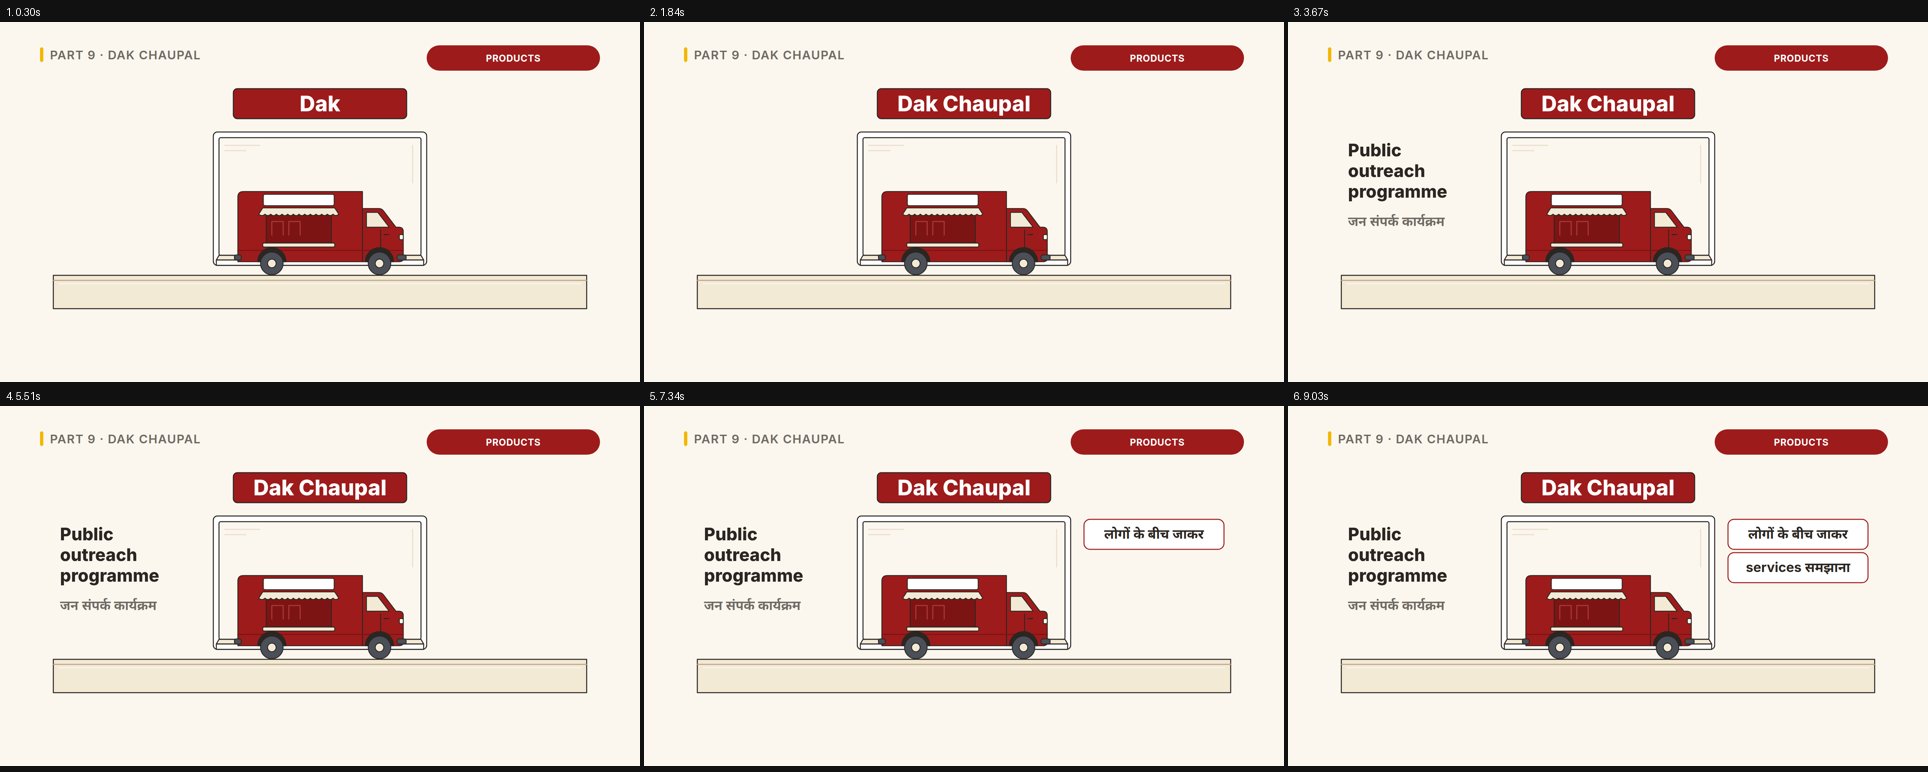 1. 0.30s
PART 9 · DAK CHAUPAL
PRODUCTS
Dak
2. 1.84s
PART 9 · DAK CHAUPAL
PRODUCTS
Dak Chaupal
3. 3.67s
PART 9 · DAK CHAUPAL
PRODUCTS
Dak Chaupal
Public
outreach
programme
जन संपर्क कार्यक्रम
4. 5.51s
PART 9 · DAK CHAUPAL
PRODUCTS
Dak Chaupal
Public
outreach
programme
जन संपर्क कार्यक्रम
5. 7.34s
PART 9 · DAK CHAUPAL
PRODUCTS
Dak Chaupal
Public
outreach
programme
जन संपर्क कार्यक्रम
लोगों के बीच जाकर
6. 9.03s
PART 9 · DAK CHAUPAL
PRODUCTS
Dak Chaupal
Public
outreach
programme
जन संपर्क कार्यक्रम
लोगों के बीच जाकर
services समझाना